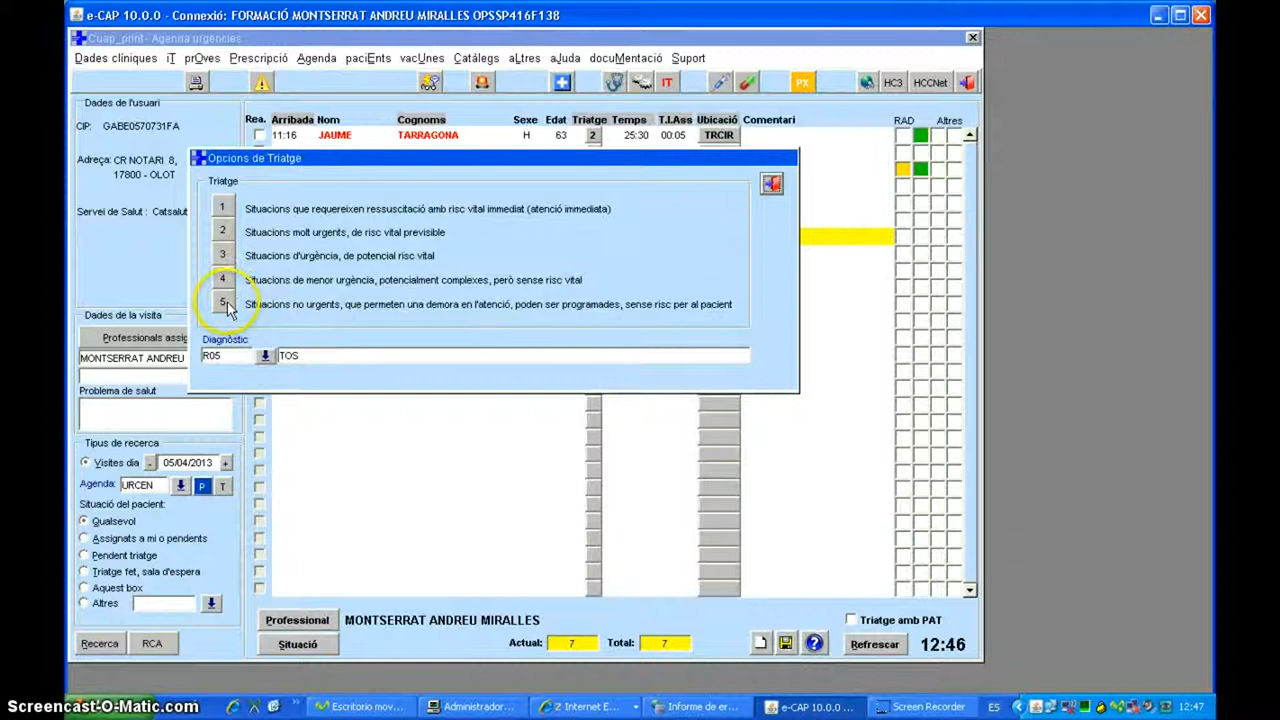 e-CAP 10.0.0 - Connexió: FORMACIÓ MONTSERRAT ANDREU MIRALLES OPSSP416F138
Cuap_print - Agenda urgències
Dades clíniques iT prOves Prescripció Agenda paciEnts vacUnes Catàlegs aLtres aJuda docuMentació Suport
IT PX HC3 HCCNet
Dades de l'usuari
CIP: GABE0570731FA
Adreça: CR NOTARI 8,
17800 - OLOT
Servei de Salut : Catsalut
Rea. Arribada Nom Cognoms Sexe Edat Triatge Temps T.I.Ass Ubicació Comentari RAD Altres
11:16 JAUME TARRAGONA H 63 2 25:30 00:05 TRCIR
Opcions de Triatge
Triatge
1 Situacions que requereixen ressuscitació amb risc vital immediat (atenció immediata)
2 Situacions molt urgents, de risc vital previsible
3 Situacions d'urgència, de potencial risc vital
4 Situacions de menor urgència, potencialment complexes, però sense risc vital
5 Situacions no urgents, que permeten una demora en l'atenció, poden ser programades, sense risc per al pacient
Diagnòstic:
R05 TOS
Dades de la visita
Professionals assig
MONTSERRAT ANDREU
Problema de salut
Tipus de recerca
Visites dia - 05/04/2013 +
Agenda: URCEN P T
Situació del pacient:
Qualsevol
Assignats a mi o pendents
Pendent triatge
Triatge fet, sala d'espera
Aquest box
Altres
Recerca RCA
Professional MONTSERRAT ANDREU MIRALLES
Triatge amb PAT
Situació Actual: 7 Total: 7 Refrescar 12:46
Screencast-O-Matic.com
Escritorio mov... Administrador... Z Internet E... Informe de er... e-CAP 10.0.0 ... Screen Recorder ES 12:47